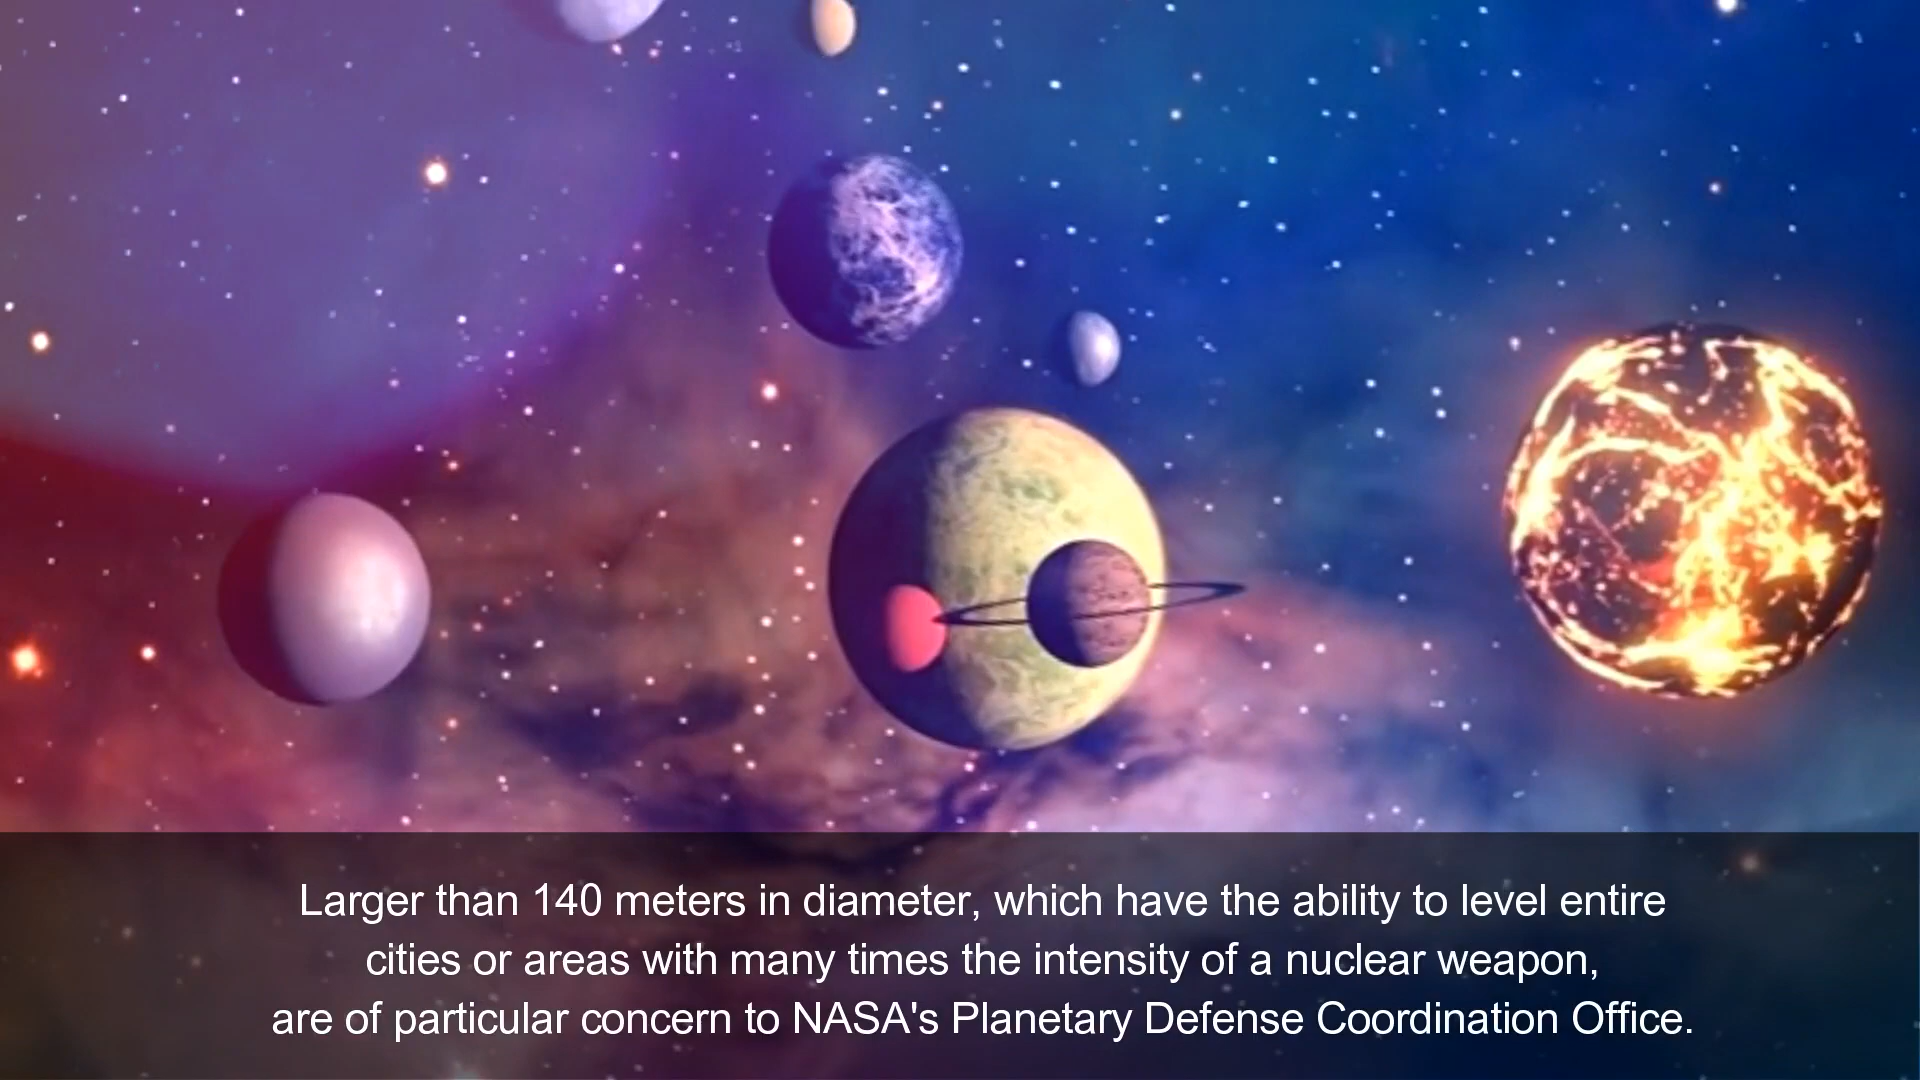 Larger than 140 meters in diameter, which have the ability to level entire
cities or areas with many times the intensity of a nuclear weapon,
are of particular concern to NASA's Planetary Defense Coordination Office.